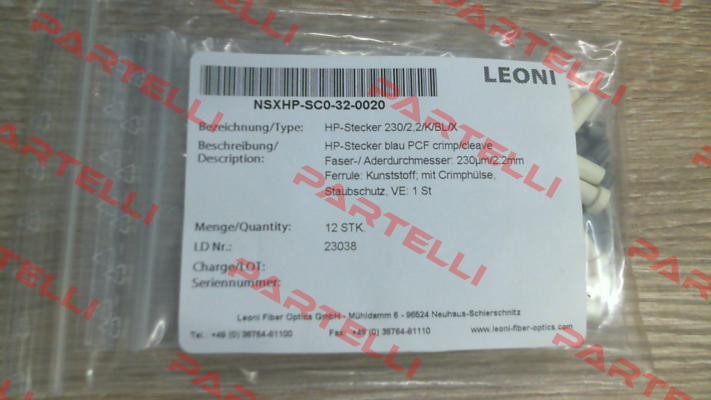 LEONI
NSXHP-SC0-32-0020
Bezeichnung/Type: HP-Stecker 230/2,2/K/BL/X
Beschreibung/ HP-Stecker blau PCF crimp/cleave
Description: Faser-/ Aderdurchmesser: 230µm/2,2mm
Ferrule: Kunststoff; mit Crimphülse,
Staubschutz, VE: 1 St
Menge/Quantity: 12 STK
LD Nr.: 23038
Charge/LOT:
Seriennummer:
Leoni Fiber Optics GmbH - Mühldamm 6 - 96524 Neuhaus-Schierschnitz
Tel.: +49 (0) 36764-81100 Fax: +49 (0) 36764-81110 www.leoni-fiber-optics.com
PARTELLI
PARTELLI
PARTELLI
PARTELLI
PARTELLI